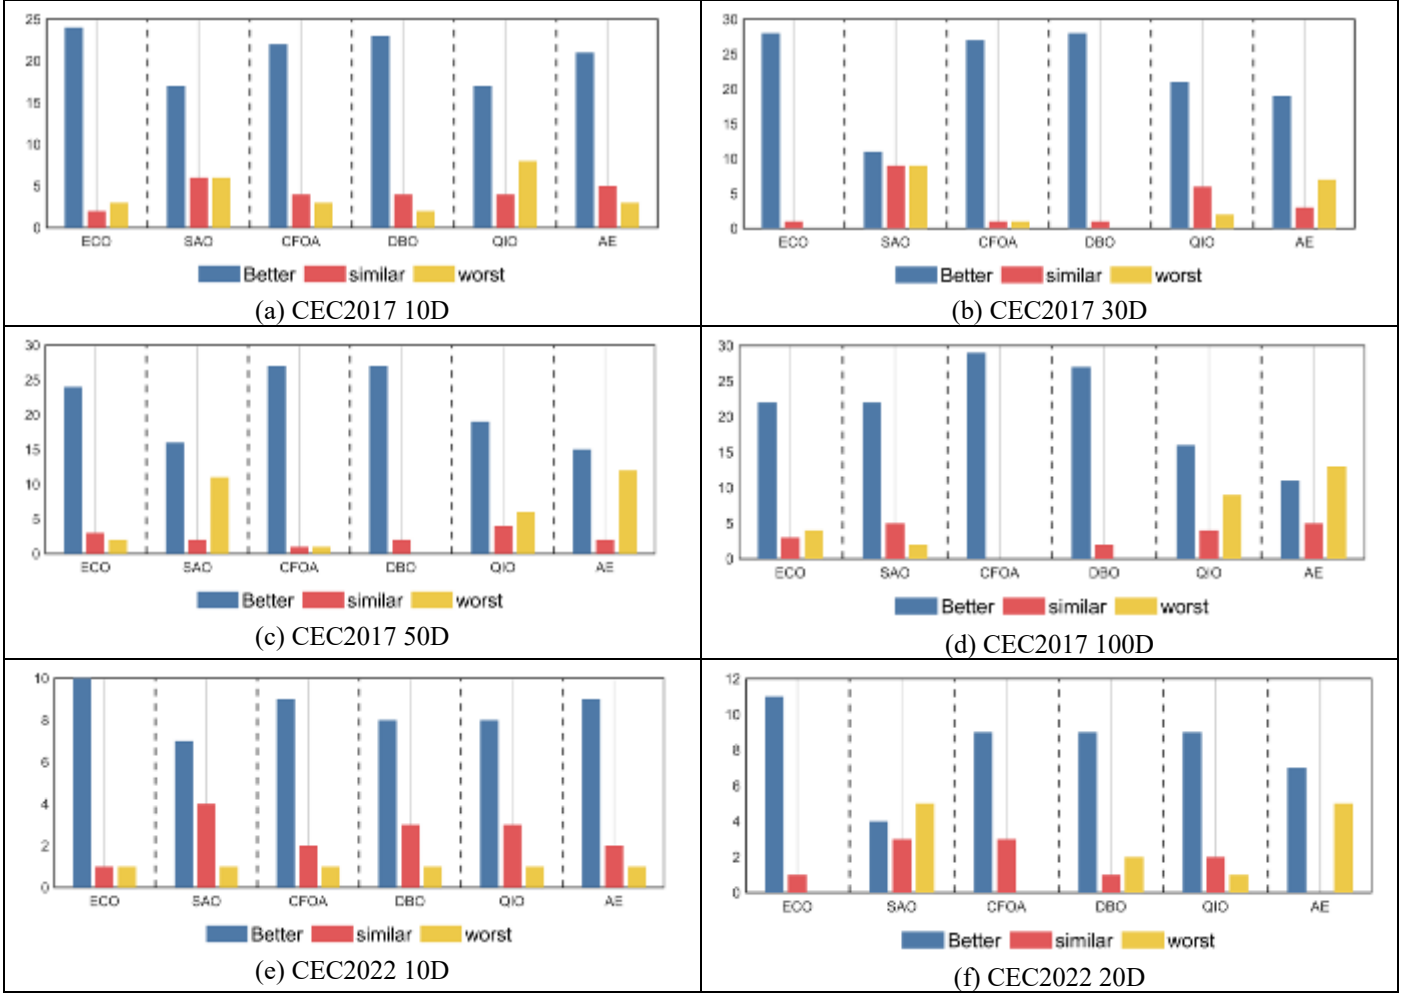 25
20
15
10
5
0
ECO SAO CFOA DBO QIO AE
Better similar worst
(a) CEC2017 10D
30
25
20
15
10
5
0
ECO SAO CFOA DBO QIO AE
Better similar worst
(b) CEC2017 30D
30
25
20
15
10
5
0
ECO SAO CFOA DBO QIO AE
Better similar worst
(c) CEC2017 50D
30
25
20
15
10
5
0
ECO SAO CFOA DBO QIO AE
Better similar worst
(d) CEC2017 100D
10
8
6
4
2
0
ECO SAO CFOA DBO QIO AE
Better similar worst
(e) CEC2022 10D
12
10
8
6
4
2
0
ECO SAO CFOA DBO QIO AE
Better similar worst
(f) CEC2022 20D